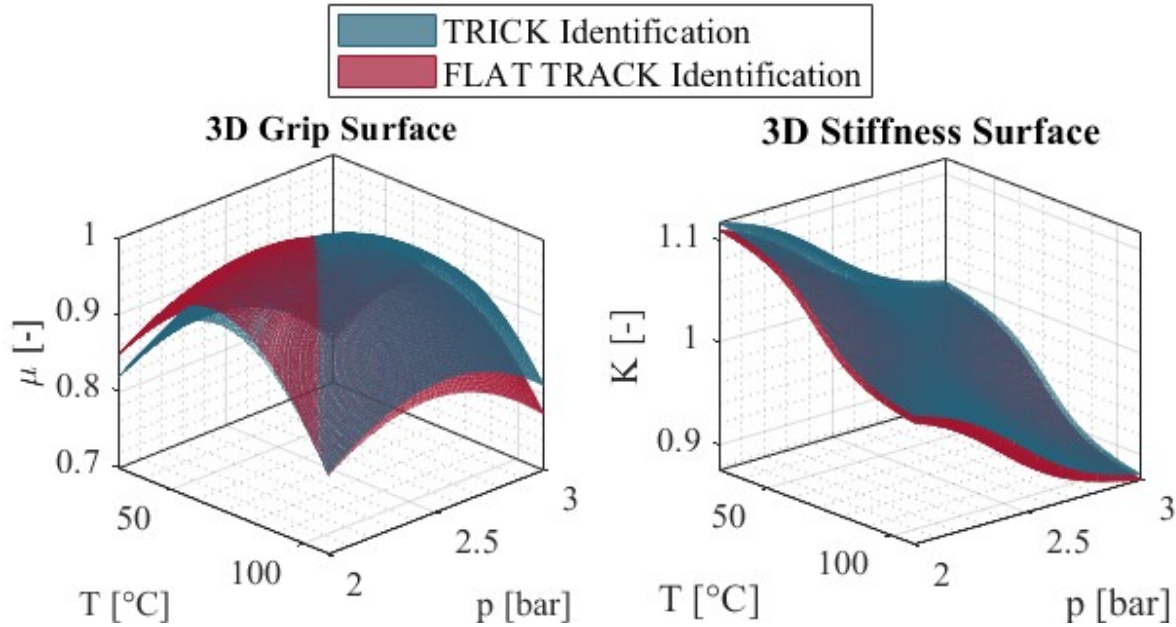 TRICK Identification
FLAT TRACK Identification
3D Grip Surface
1
0.9
0.8
0.7
μ [-]
50
100
T [°C]
2
2.5
3
p [bar]
3D Stiffness Surface
1.1
1
0.9
K [-]
50
100
T [°C]
2
2.5
3
p [bar]